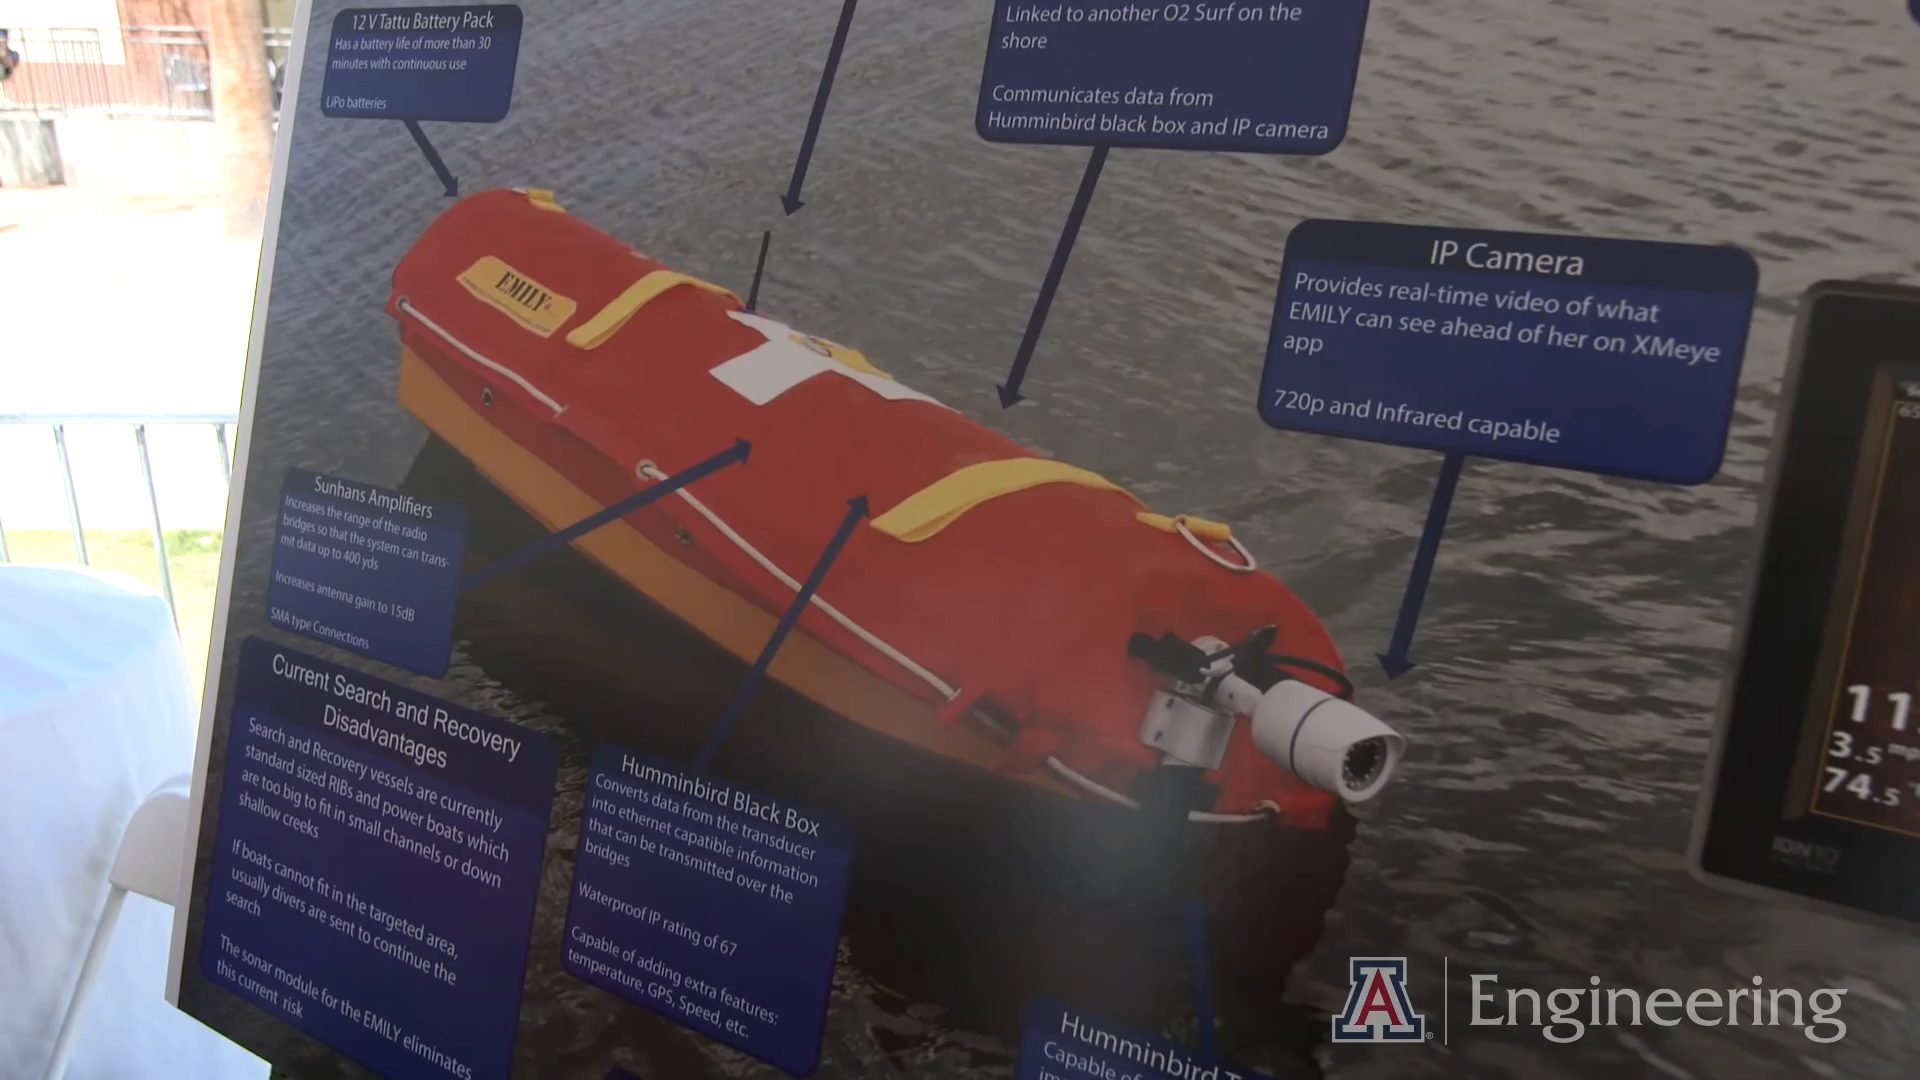 12 V Tattu Battery Pack
Has a battery life of more than 30
minutes with continuous use
LiPo batteries
Linked to another O2 Surf on the
shore
Communicates data from
Humminbird black box and IP camera
IP Camera
Provides real-time video of what
EMILY can see ahead of her on XMeye
app
720p and Infrared capable
EMILY
Sunhans Amplifiers
Increases the range of the radio
bridges so that the system can trans-
mit data up to 400 yds
Increases antenna gain to 15dB
SMA type Connections
Current Search and Recovery
Disadvantages
Search and Recovery vessels are currently
standard sized RIBs and power boats which
are too big to fit in small channels or down
shallow creeks
If boats cannot fit in the targeted area,
usually divers are sent to continue the
search
The sonar module for the EMILY eliminates
this current risk
Humminbird Black Box
Converts data from the transducer
into ethernet capatible information
that can be transmitted over the
bridges
Waterproof IP rating of 67
Capable of adding extra features:
temperature, GPS, Speed, etc.
Humminbird
Capable of
11
3.5 mph
74.5
ION10
A Engineering